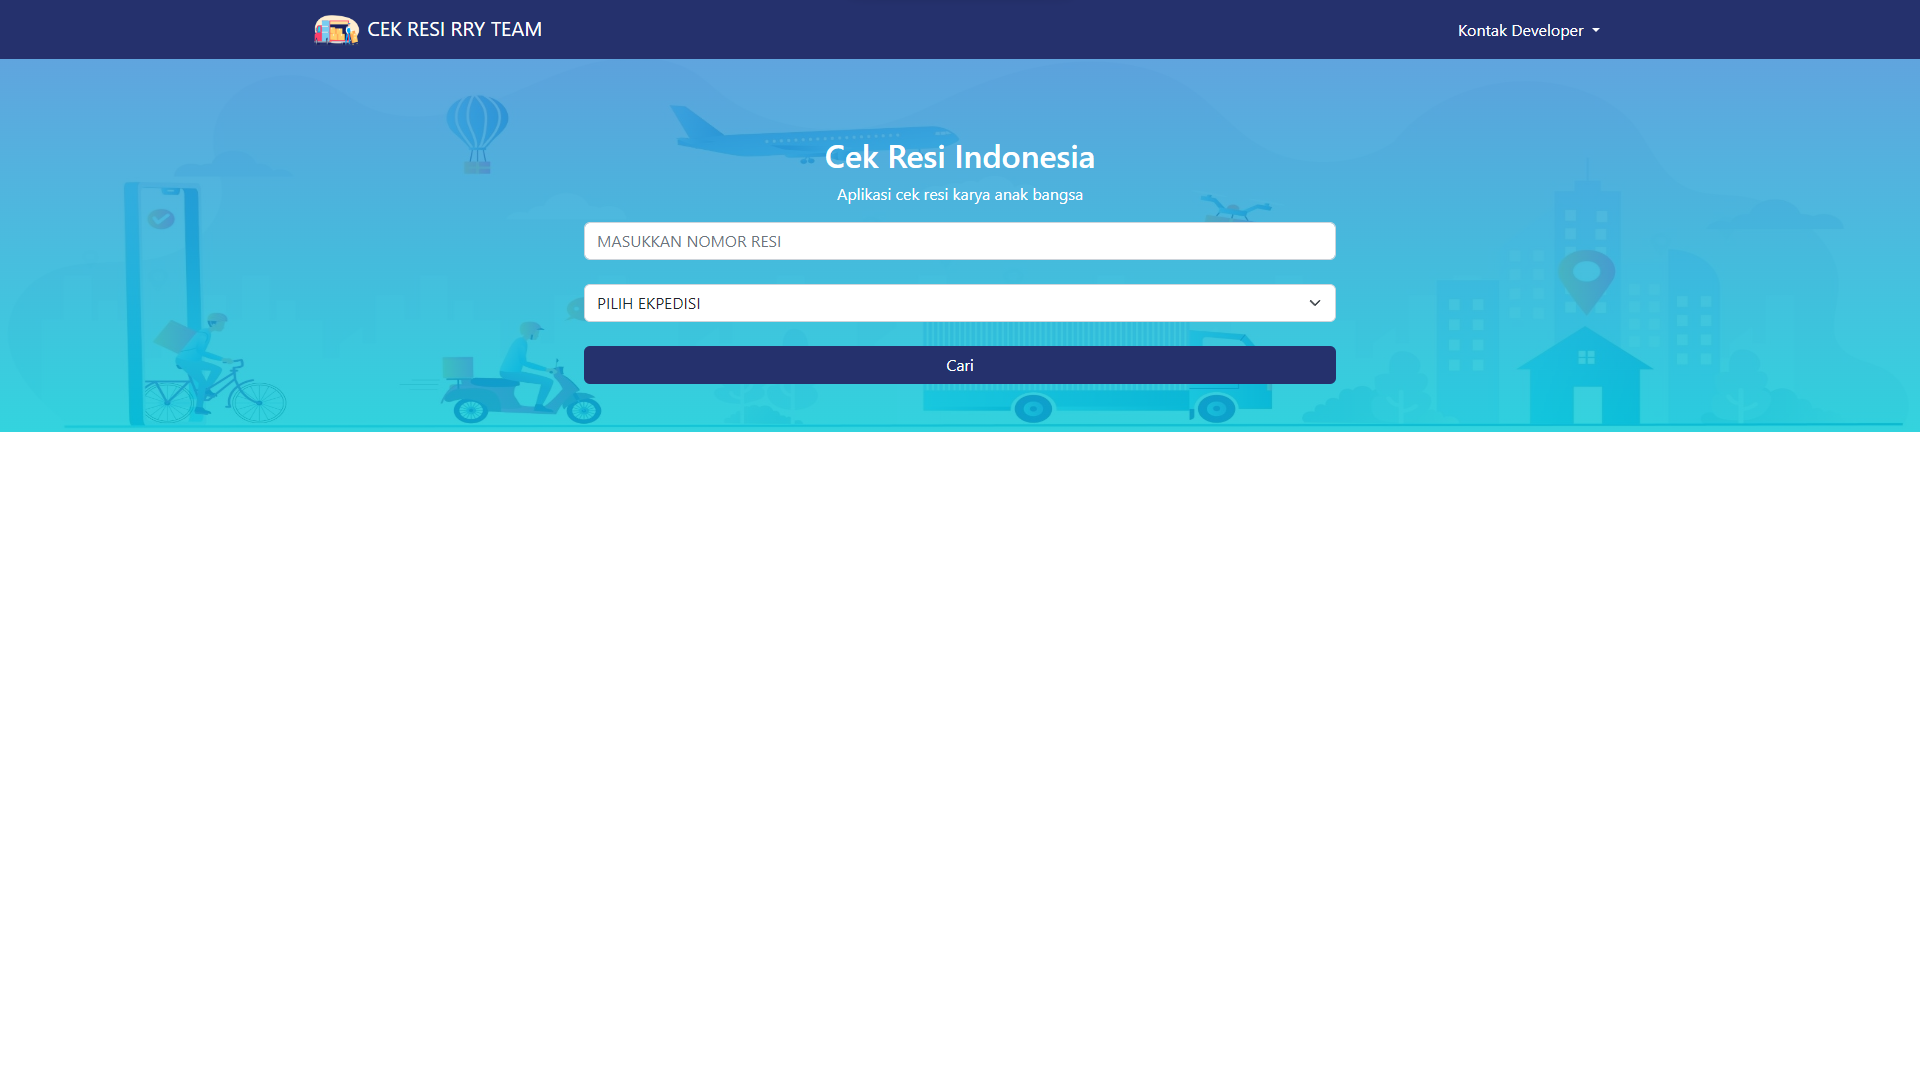 CEK RESI RRY TEAM
Kontak Developer
Cek Resi Indonesia
Aplikasi cek resi karya anak bangsa
MASUKKAN NOMOR RESI
PILIH EKPEDISI
Cari